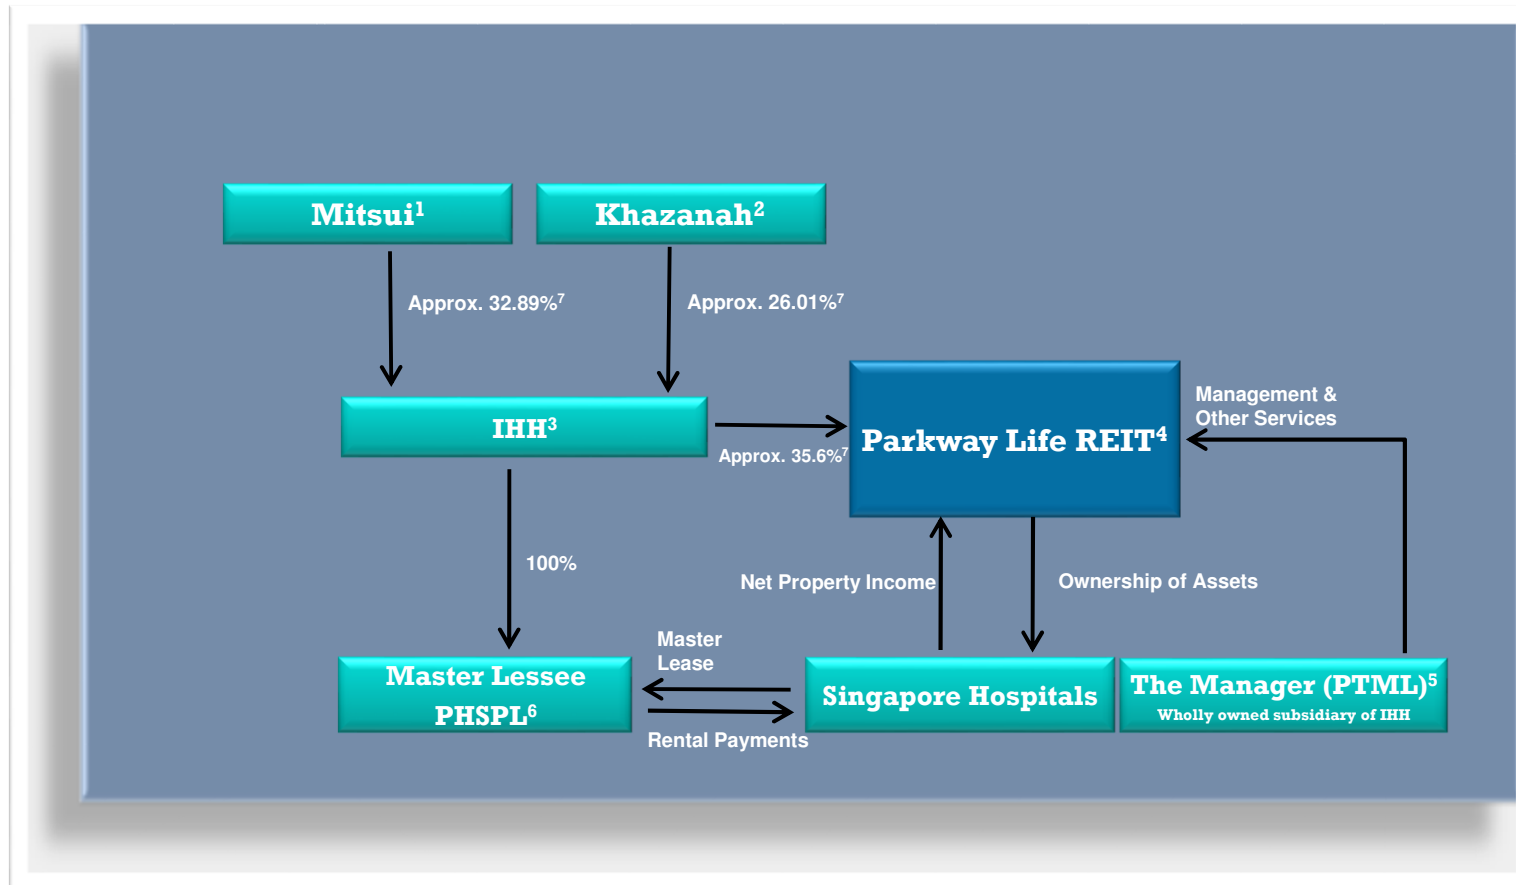 Mitsui1
Khazanah2
Approx. 32.89%7
Approx. 26.01%7
IHH3
Approx. 35.6%7
Parkway Life REIT4
Management &
Other Services
100%
Net Property Income
Ownership of Assets
Master
Lease
Master Lessee
PHSPL6
Rental Payments
Singapore Hospitals
The Manager (PTML)5
Wholly owned subsidiary of IHH